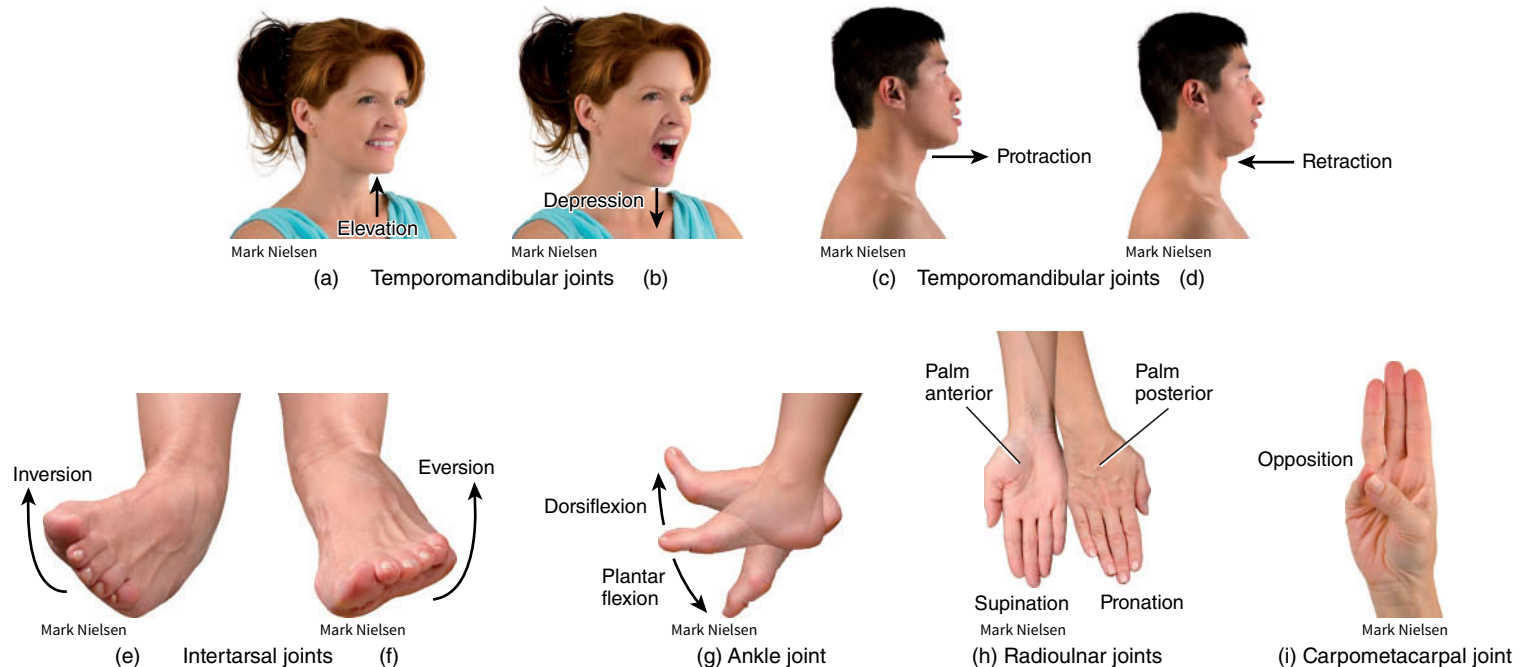 Elevation
Depression
Protraction
Retraction
Mark Nielsen
Mark Nielsen
Mark Nielsen
Mark Nielsen
(a) Temporomandibular joints (b)
(c) Temporomandibular joints (d)
Inversion
Eversion
Dorsiflexion
Plantar
flexion
Palm
anterior
Palm
posterior
Supination
Pronation
Opposition
Mark Nielsen
Mark Nielsen
Mark Nielsen
Mark Nielsen
Mark Nielsen
(e) Intertarsal joints (f)
(g) Ankle joint
(h) Radioulnar joints
(i) Carpometacarpal joint